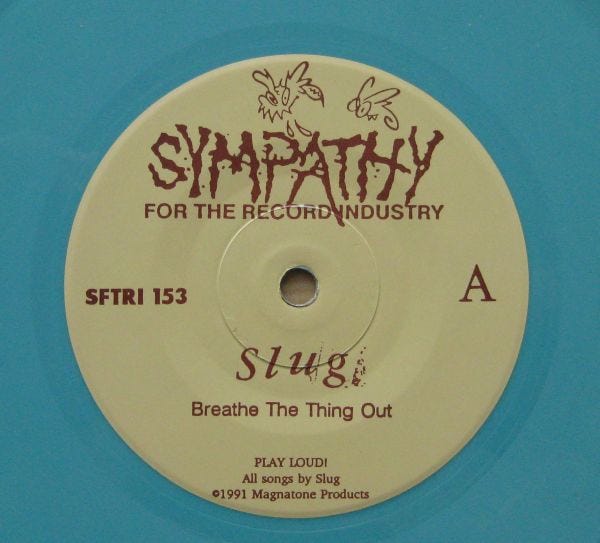 SYMPATHY
FOR THE RECORD INDUSTRY
SFTRI 153
A
Slug
Breathe The Thing Out
PLAY LOUD!
All songs by Slug
©1991 Magnatone Products